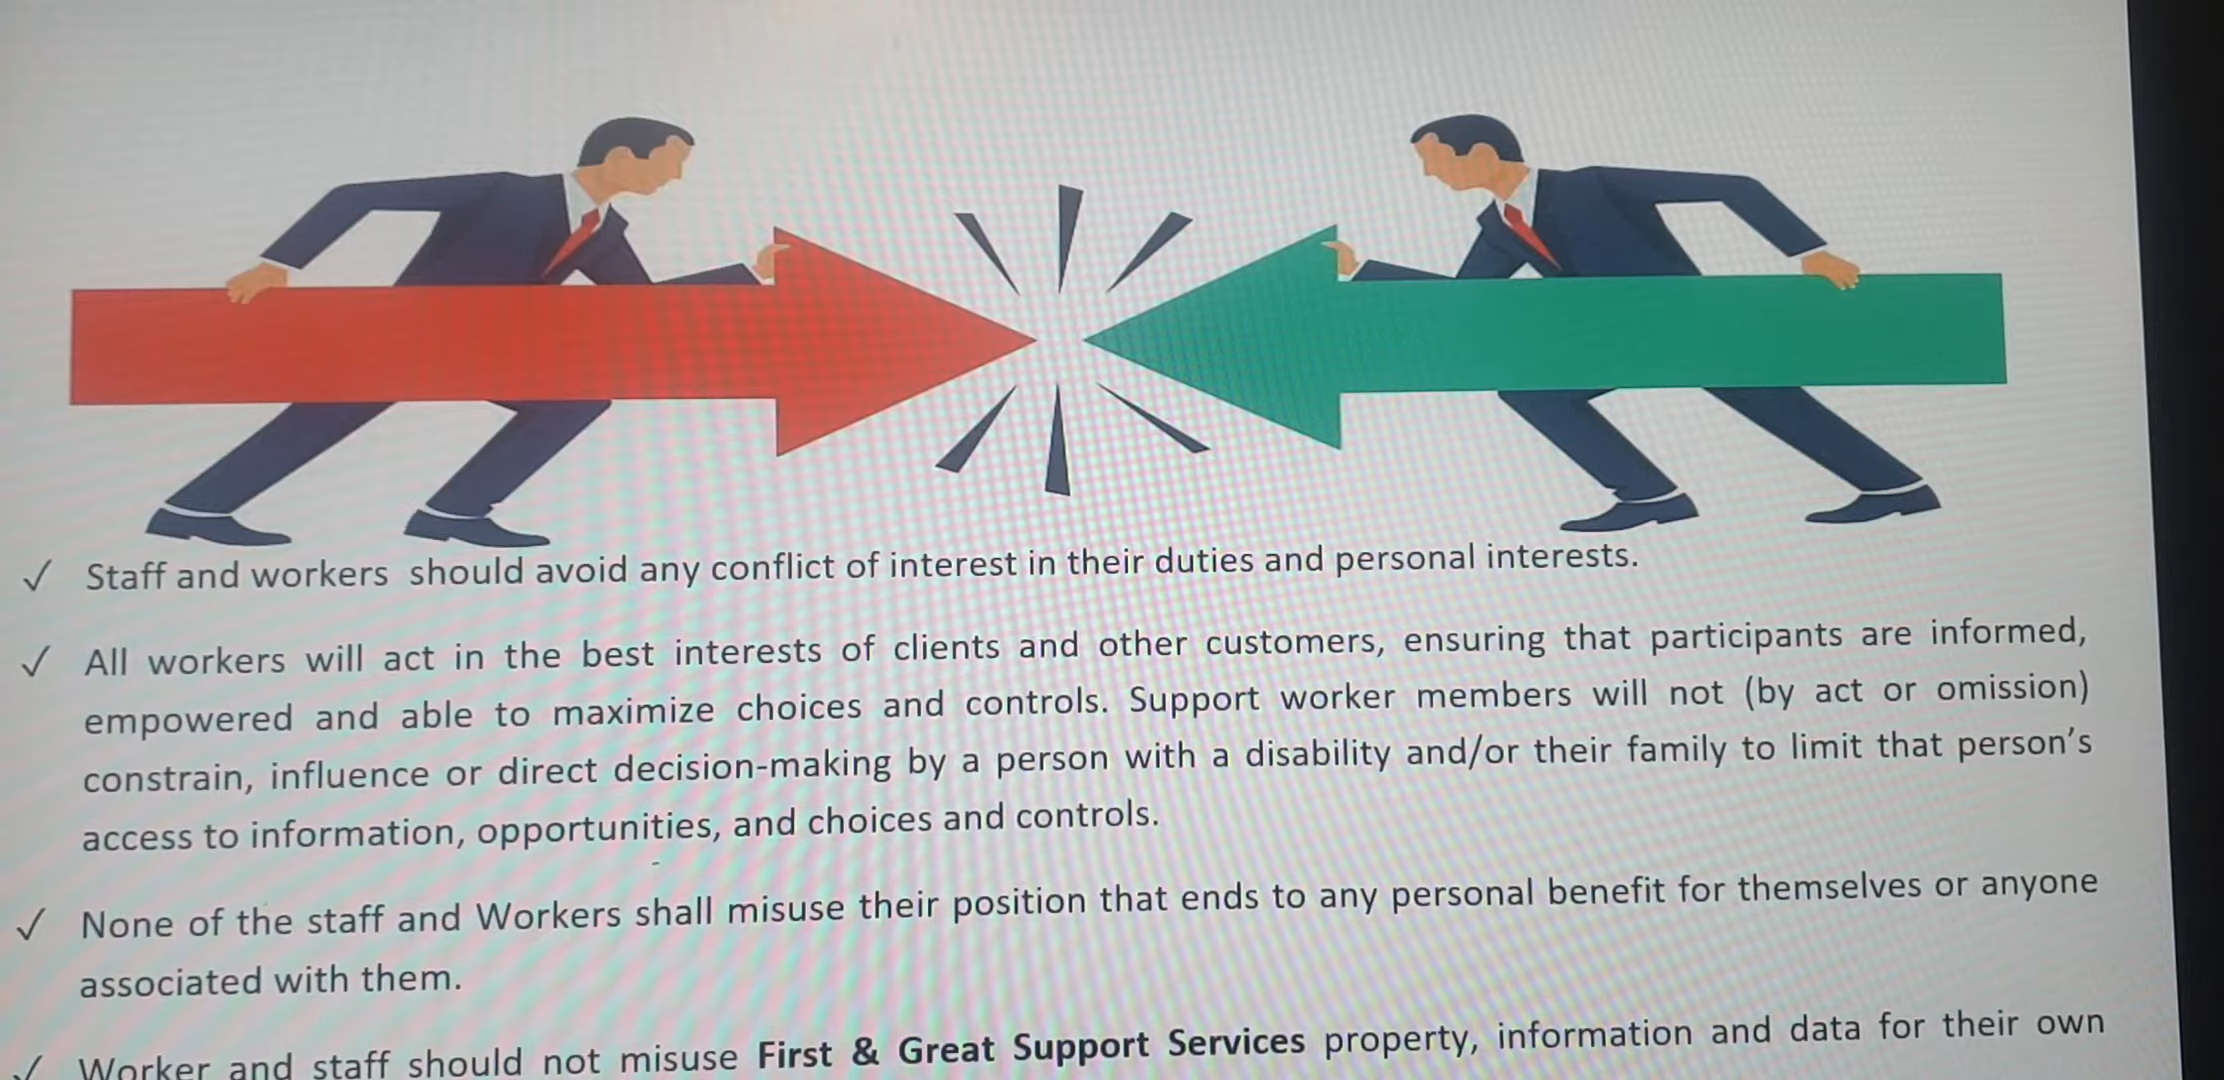 ✓ Staff and workers should avoid any conflict of interest in their duties and personal interests.
✓ All workers will act in the best interests of clients and other customers, ensuring that participants are informed,
empowered and able to maximize choices and controls. Support worker members will not (by act or omission)
constrain, influence or direct decision-making by a person with a disability and/or their family to limit that person's
access to information, opportunities, and choices and controls.
✓ None of the staff and Workers shall misuse their position that ends to any personal benefit for themselves or anyone
associated with them.
✓ Worker and staff should not misuse First & Great Support Services property, information and data for their own